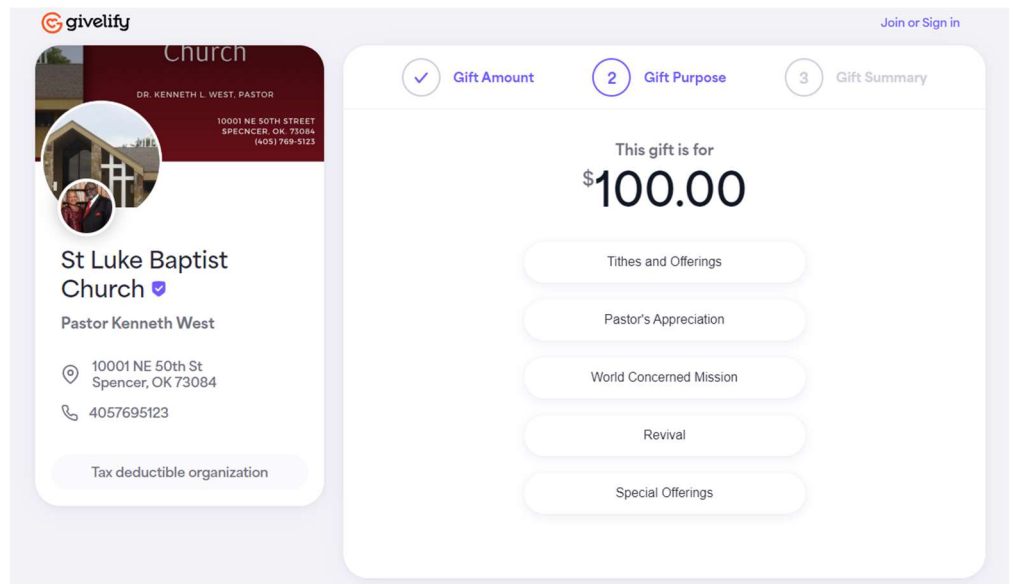 givelify
Join or Sign in
Church
DR. KENNETH L. WEST, PASTOR
10001 NE 50TH STREET
SPECNCER, OK. 73084
(405) 769-5123
St Luke Baptist
Church
Pastor Kenneth West
10001 NE 50th St
Spencer, OK 73084
4057695123
Tax deductible organization
Gift Amount
2 Gift Purpose
3 Gift Summary
This gift is for
$100.00
Tithes and Offerings
Pastor's Appreciation
World Concerned Mission
Revival
Special Offerings